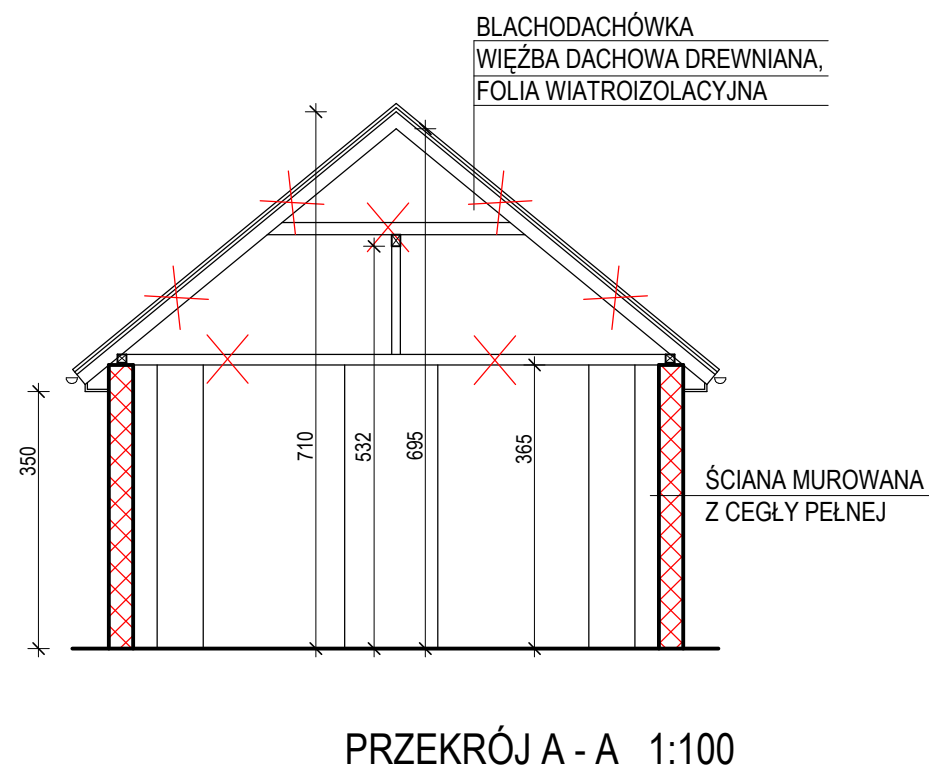 BLACHODACHÓWKA
WIĘŹBA DACHOWA DREWNIANA,
FOLIA WIATROIZOLACYJNA
350
710
532
695
365
ŚCIANA MUROWANA
Z CEGŁY PEŁNEJ
PRZEKRÓJ A - A 1:100